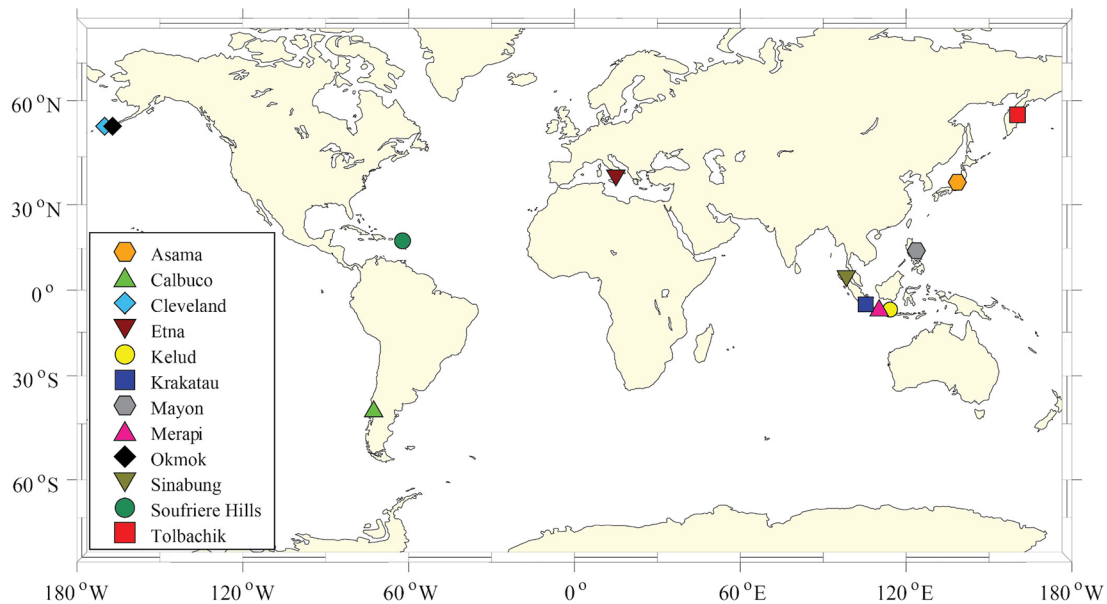 60 °N
30 °N
0 °
30 °S
60 °S
Asama
Calbuco
Cleveland
Etna
Kelud
Krakatau
Mayon
Merapi
Okmok
Sinabung
Soufriere Hills
Tolbachik
180 °W 120 °W 60 °W 0 ° 60 °E 120 °E 180 °W